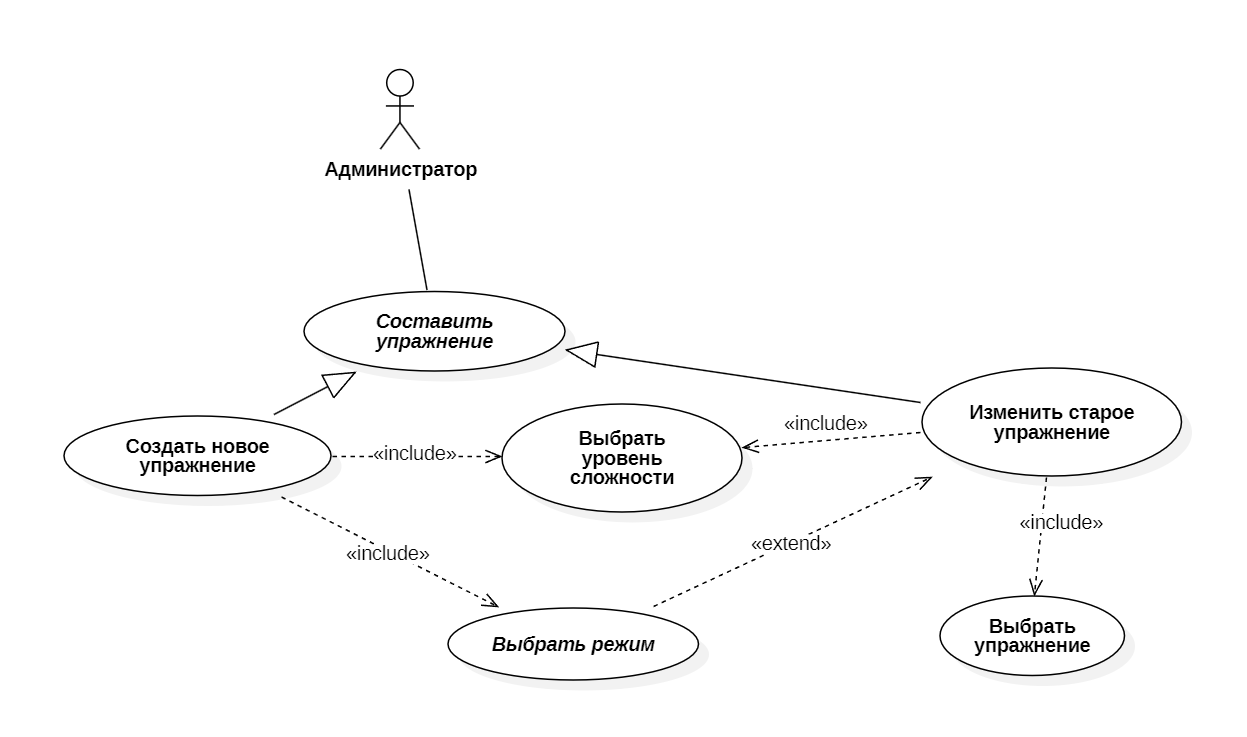 Администратор
Составить
упражнение
Создать новое
упражнение
«include»
Выбрать
уровень
сложности
«include»
Изменить старое
упражнение
«include»
«extend»
«include»
Выбрать режим
Выбрать
упражнение